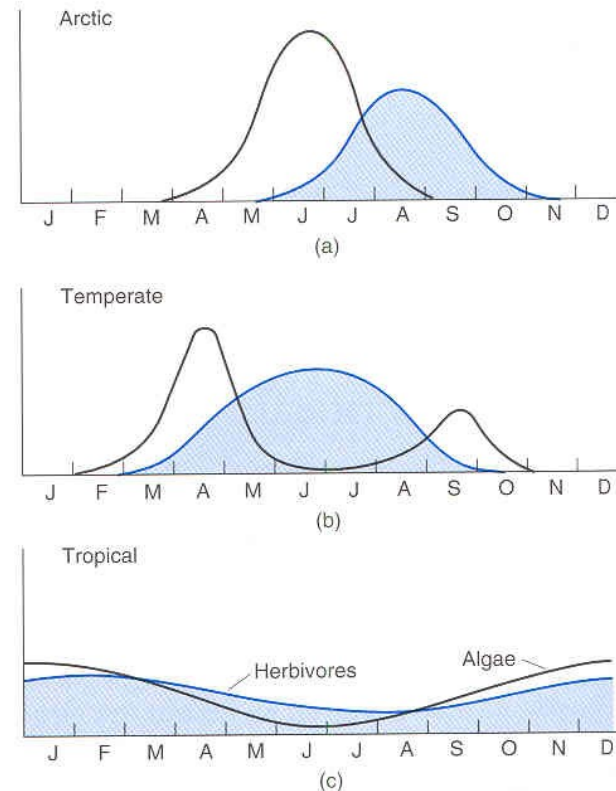 Arctic
J F M A M J J A S O N D
(a)
Temperate
J F M A M J J A S O N D
(b)
Tropical
Herbivores
Algae
J F M A M J J A S O N D
(c)